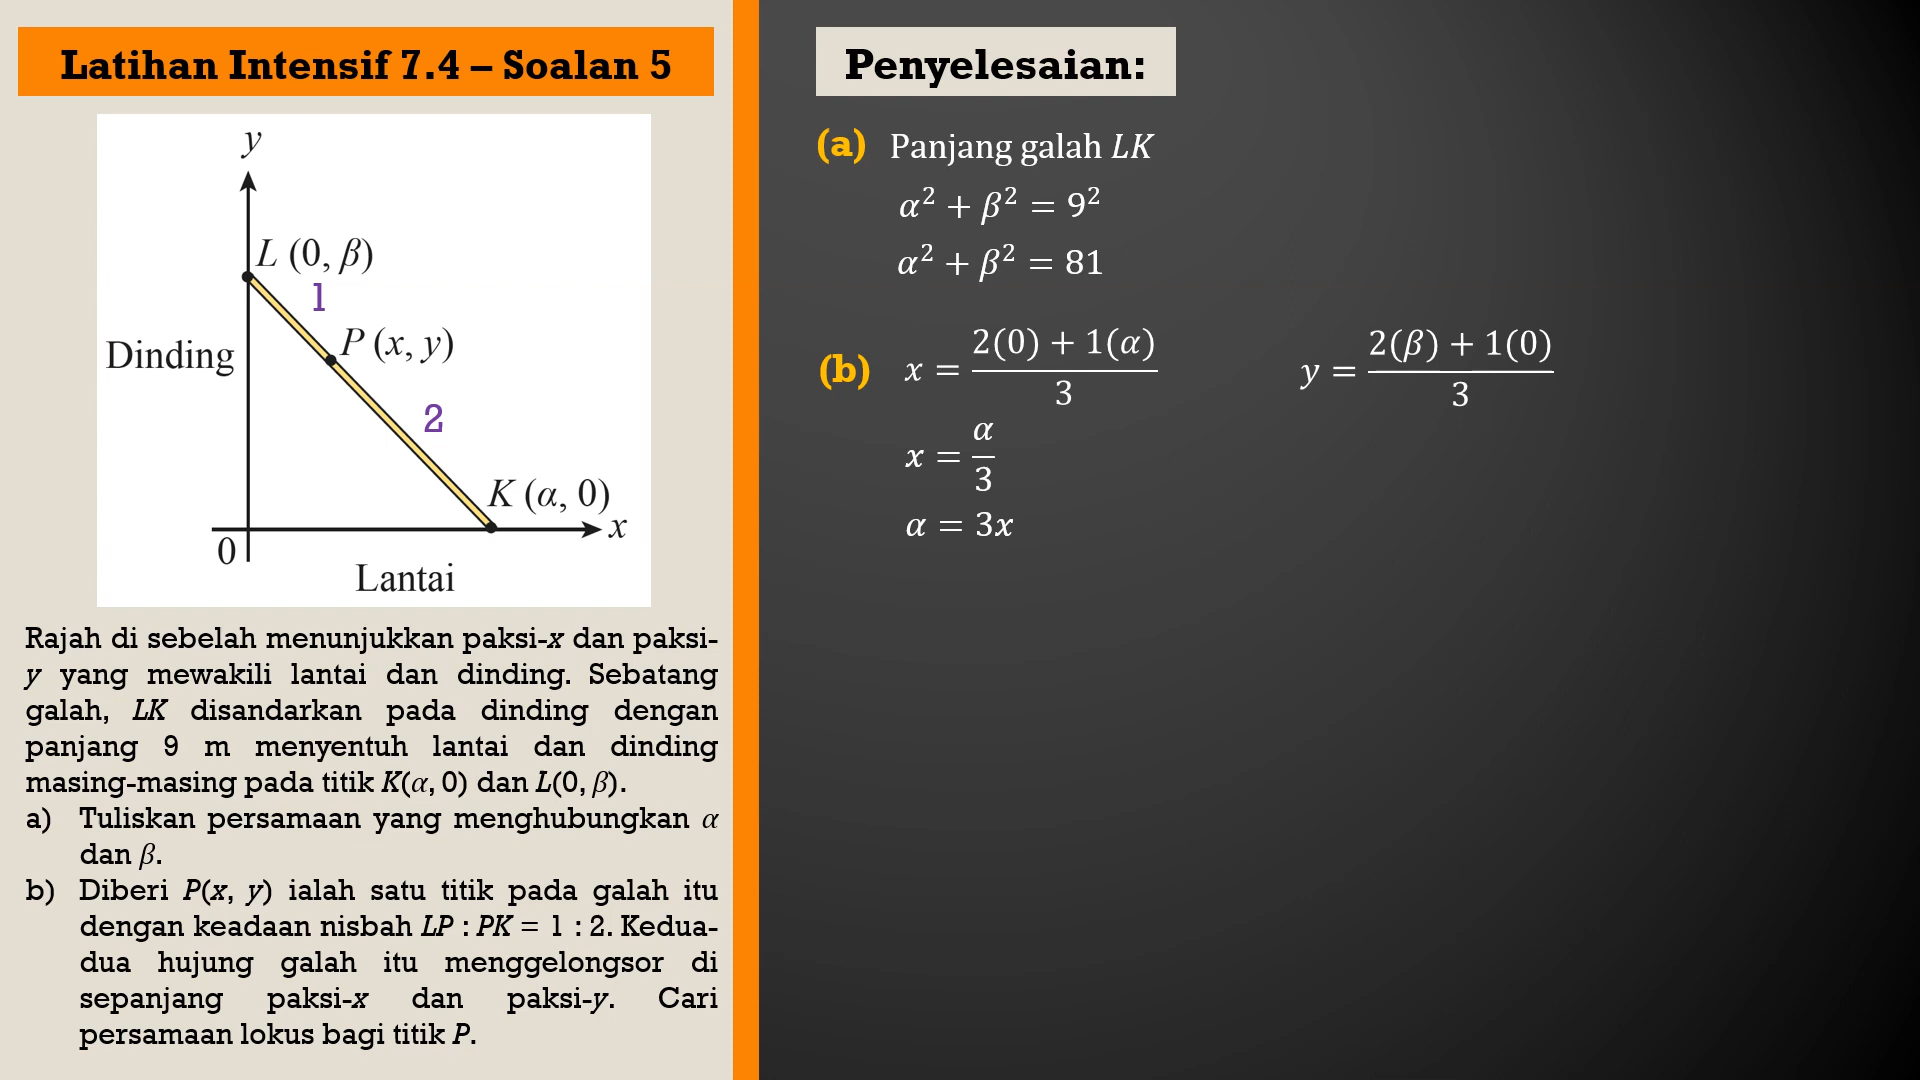 Latihan Intensif 7.4 – Soalan 5
y
L (0, β)
1
P (x, y)
Dinding
2
K (α, 0)
x
0
Lantai
Rajah di sebelah menunjukkan paksi-x dan paksi-
y yang mewakili lantai dan dinding. Sebatang
galah, LK disandarkan pada dinding dengan
panjang 9 m menyentuh lantai dan dinding
masing-masing pada titik K(α, 0) dan L(0, β).
a) Tuliskan persamaan yang menghubungkan α
dan β.
b) Diberi P(x, y) ialah satu titik pada galah itu
dengan keadaan nisbah LP : PK = 1 : 2. Kedua-
dua hujung galah itu menggelongsor di
sepanjang paksi-x dan paksi-y. Cari
persamaan lokus bagi titik P.
Penyelesaian:
(a) Panjang galah LK
α² + β² = 9²
α² + β² = 81
(b) x = (2(0) + 1(α))/3
x = α/3
α = 3x
y = (2(β) + 1(0))/3